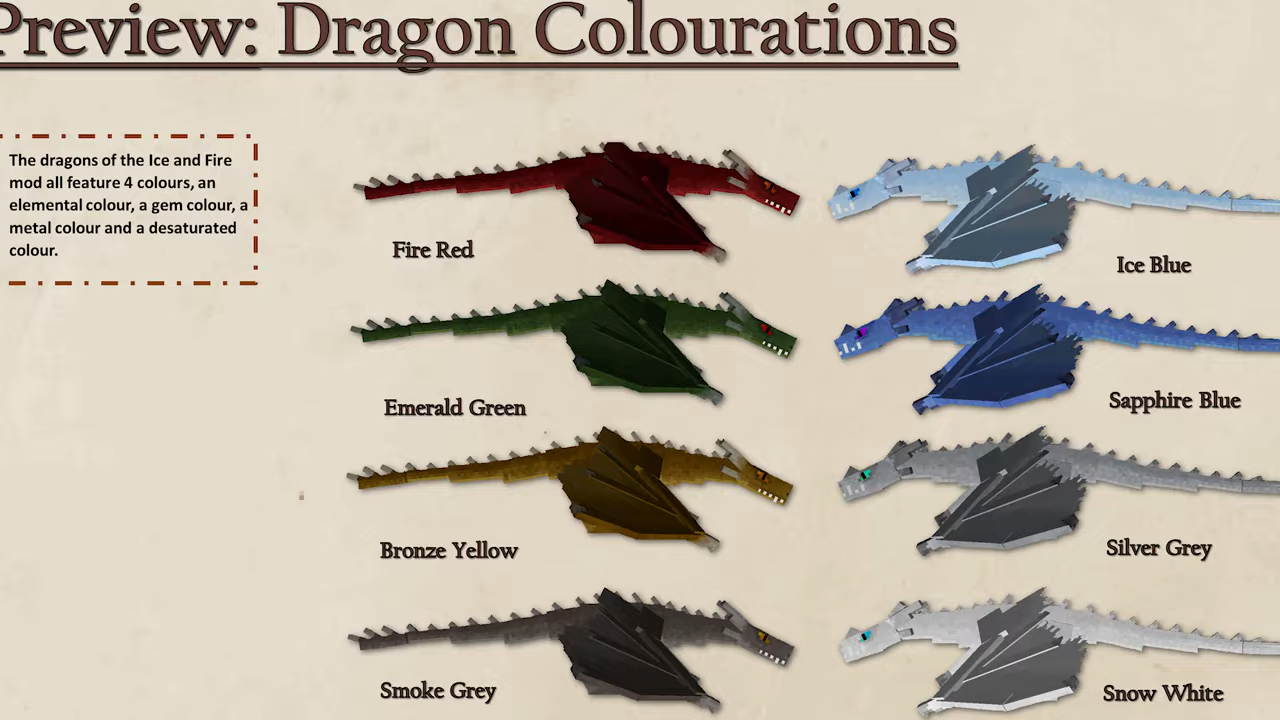 Preview: Dragon Colourations
The dragons of the Ice and Fire
mod all feature 4 colours, an
elemental colour, a gem colour, a
metal colour and a desaturated
colour.
Fire Red
Ice Blue
Emerald Green
Sapphire Blue
Bronze Yellow
Silver Grey
Smoke Grey
Snow White